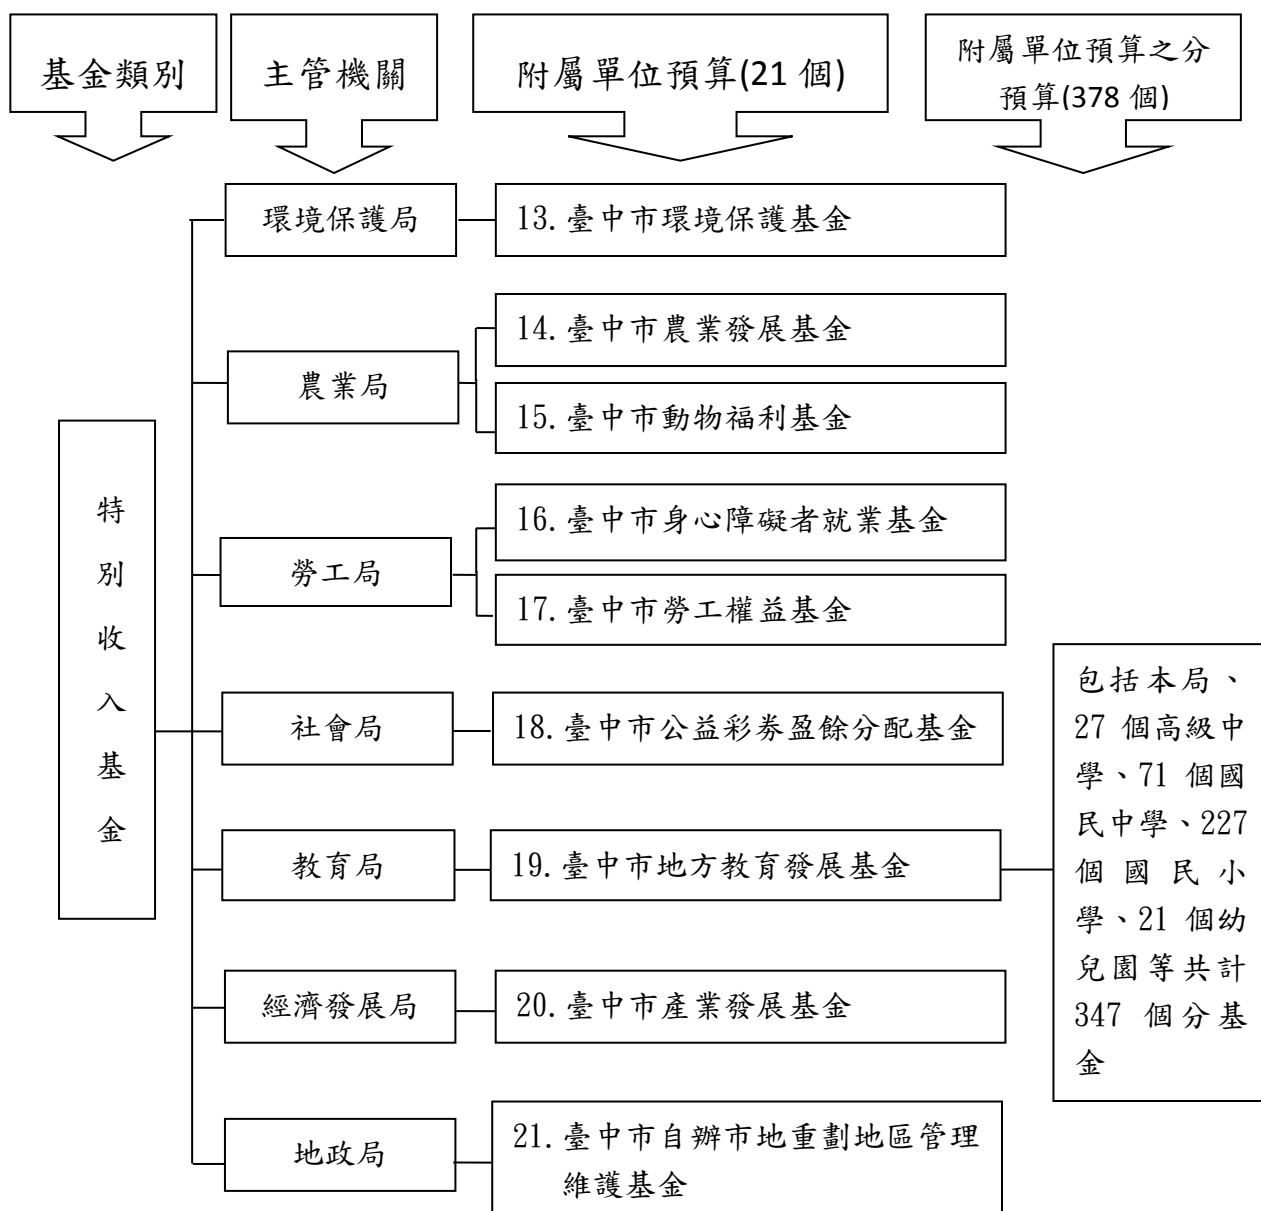 基金類別
主管機關
附屬單位預算(21 個)
附屬單位預算之分
預算(378 個)
環境保護局
13. 臺中市環境保護基金
農業局
14. 臺中市農業發展基金
15. 臺中市動物福利基金
特
別
收
入
基
金
勞工局
16. 臺中市身心障礙者就業基金
17. 臺中市勞工權益基金
社會局
18. 臺中市公益彩券盈餘分配基金
教育局
19. 臺中市地方教育發展基金
包括本局、
27 個高級中
學、71 個國
民中學、227
個國民小
學、21 個幼
兒園等共計
347 個分基
金
經濟發展局
20. 臺中市產業發展基金
地政局
21. 臺中市自辦市地重劃地區管理
維護基金